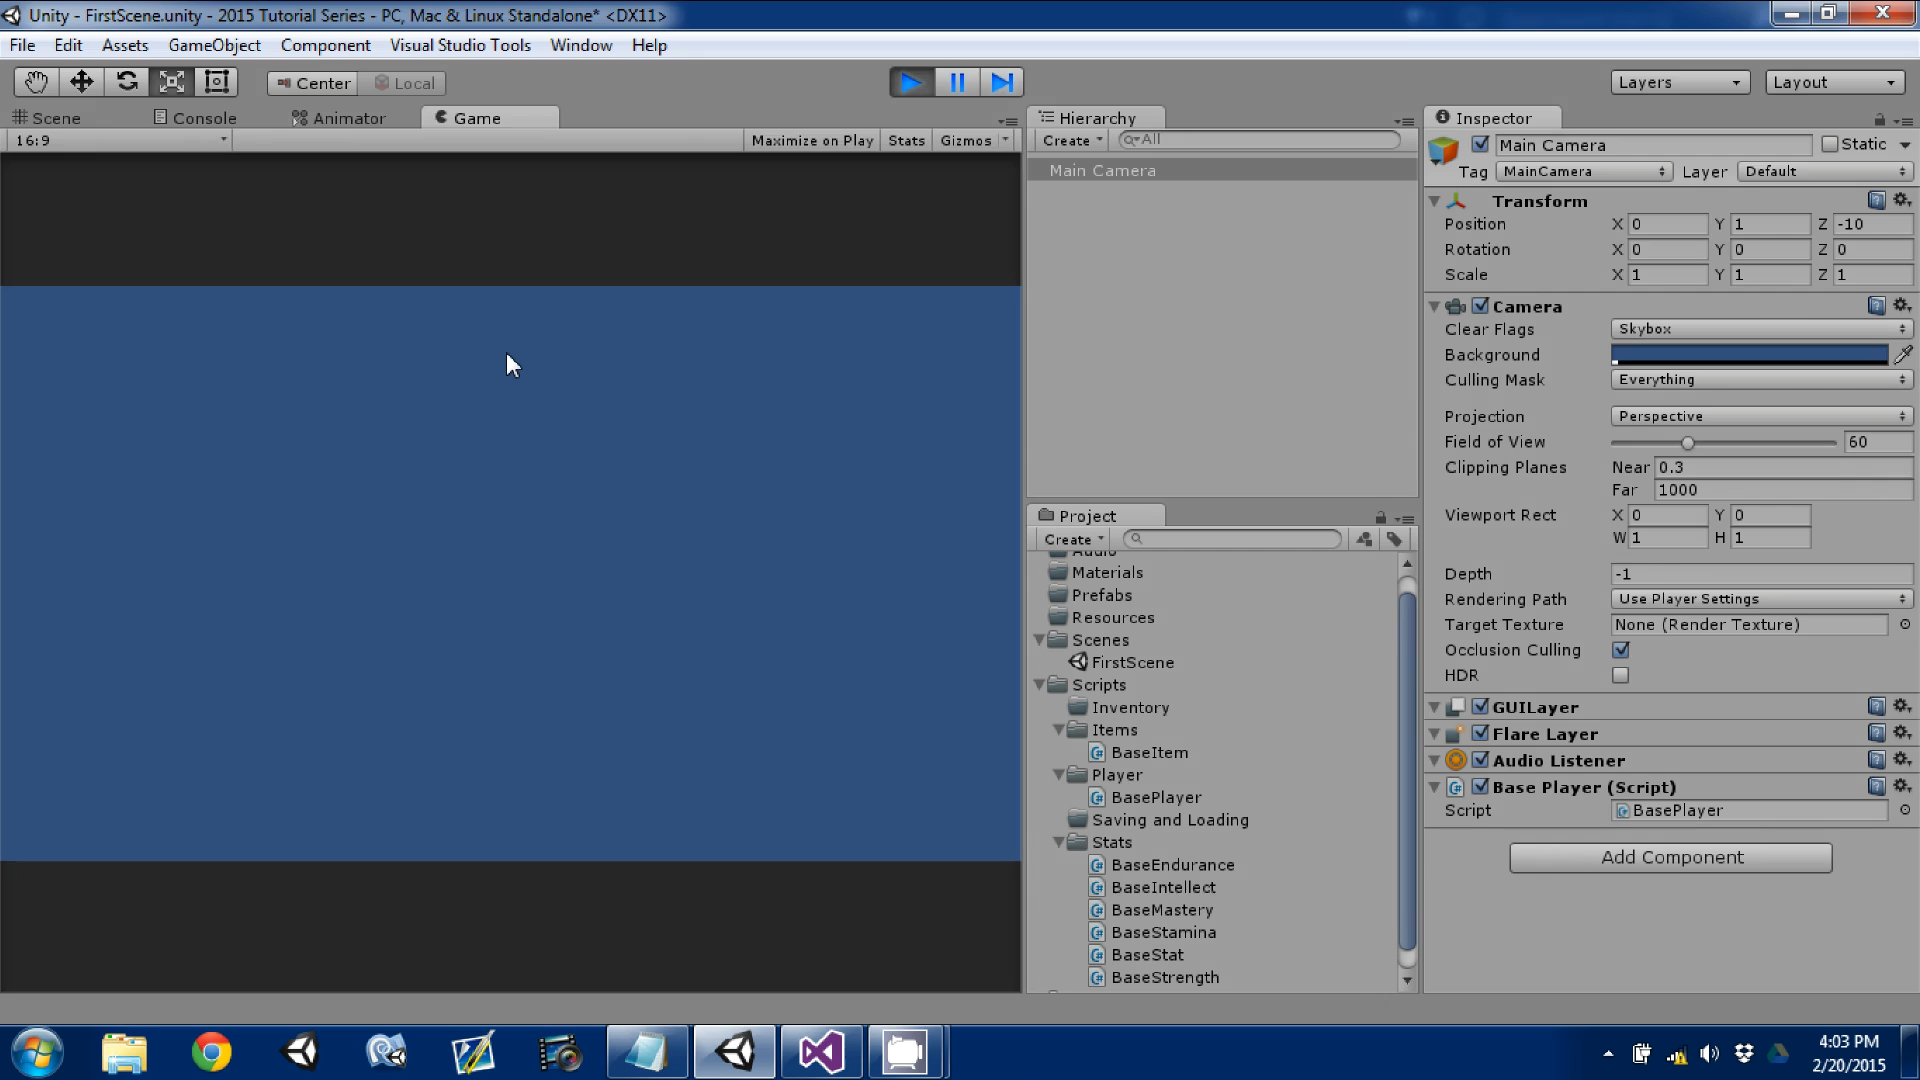 Unity - FirstScene.unity - 2015 Tutorial Series - PC, Mac & Linux Standalone* <DX11>
File Edit Assets GameObject Component Visual Studio Tools Window Help
Center Local Layers Layout
Scene Console Animator Game
16:9 Maximize on Play Stats Gizmos
Hierarchy
Create All
Main Camera
Project
Create
Audio
Materials
Prefabs
Resources
Scenes
FirstScene
Scripts
Inventory
Items
BaseItem
Player
BasePlayer
Saving and Loading
Stats
BaseEndurance
BaseIntellect
BaseMastery
BaseStamina
BaseStat
BaseStrength
Inspector
Main Camera Static
Tag MainCamera Layer Default
Transform
Position X 0 Y 1 Z -10
Rotation X 0 Y 0 Z 0
Scale X 1 Y 1 Z 1
Camera
Clear Flags Skybox
Background
Culling Mask Everything
Projection Perspective
Field of View 60
Clipping Planes Near 0.3
Far 1000
Viewport Rect X 0 Y 0
W 1 H 1
Depth -1
Rendering Path Use Player Settings
Target Texture None (Render Texture)
Occlusion Culling
HDR
GUILayer
Flare Layer
Audio Listener
Base Player (Script)
Script BasePlayer
Add Component
4:03 PM
2/20/2015